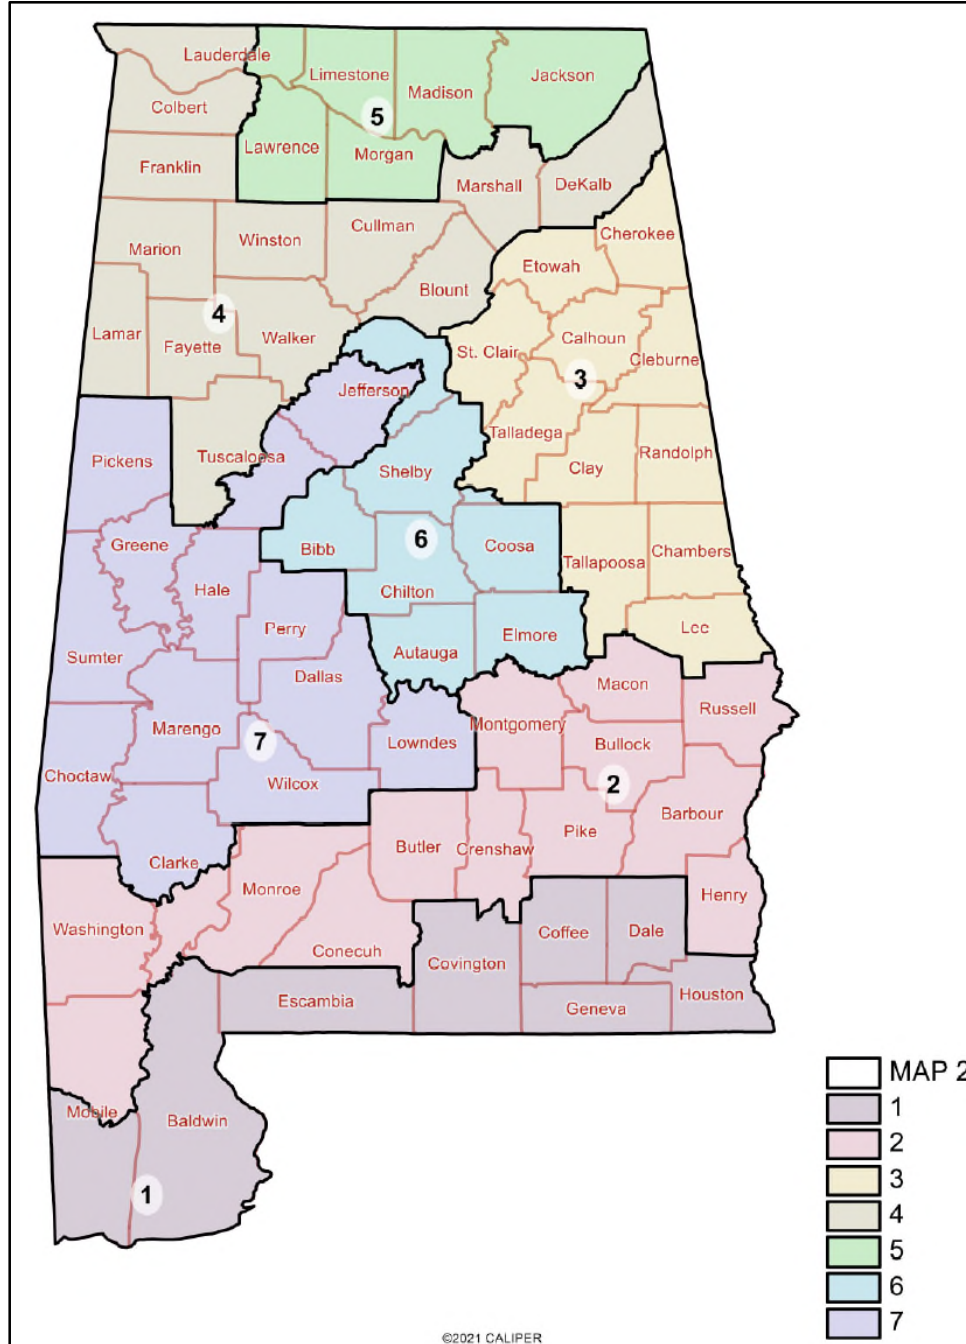 Lauderdale
Limestone
Madison
Jackson
Colbert
5
Lawrence
Morgan
Franklin
Marshall
DeKalb
Cullman
Cherokee
Marion
Winston
Etowah
Blount
4
Lamar
Fayette
Walker
St. Clair
Calhoun
Cleburne
3
Jefferson
Talladega
Pickens
Tuscaloosa
Shelby
Clay
Randolph
Greene
6
Bibb
Coosa
Chambers
Tallapoosa
Hale
Chilton
Perry
Elmore
Lcc
Sumter
Autauga
Dallas
Macon
Russell
Marengo
Montgomery
7
Lowndes
Bullock
Choctaw
Wilcox
2
Barbour
Butler
Crenshaw
Pike
Clarke
Monroe
Henry
Washington
Conecuh
Coffee
Dale
Covington
Escambia
Geneva
Houston
Mobile
Baldwin
1
MAP 2
1
2
3
4
5
6
7
©2021 CALIPER